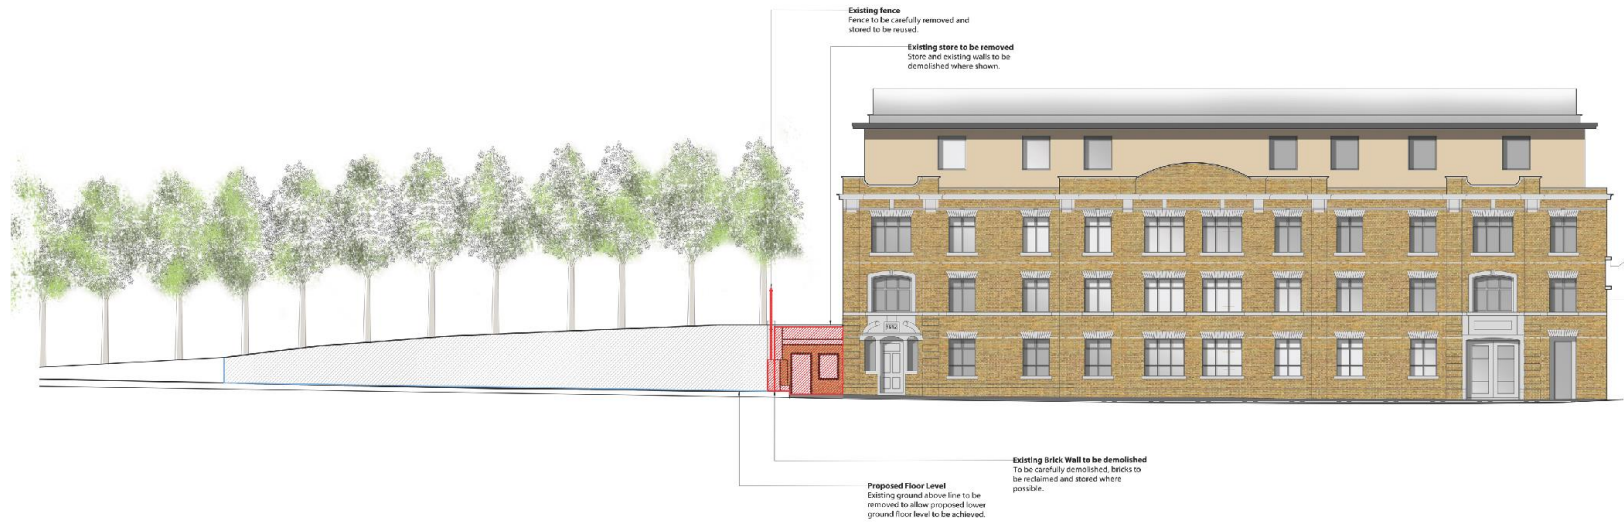 Existing fence
Fence to be carefully removed and
stored to be reused.
Existing store to be removed
Store and existing walls to be
demolished where shown.
Existing Brick Wall to be demolished
To be carefully demolished, bricks to
be reclaimed and stored where
possible.
Proposed Floor Level
Existing ground above line to be
removed to allow proposed lower
ground floor level to be achieved.